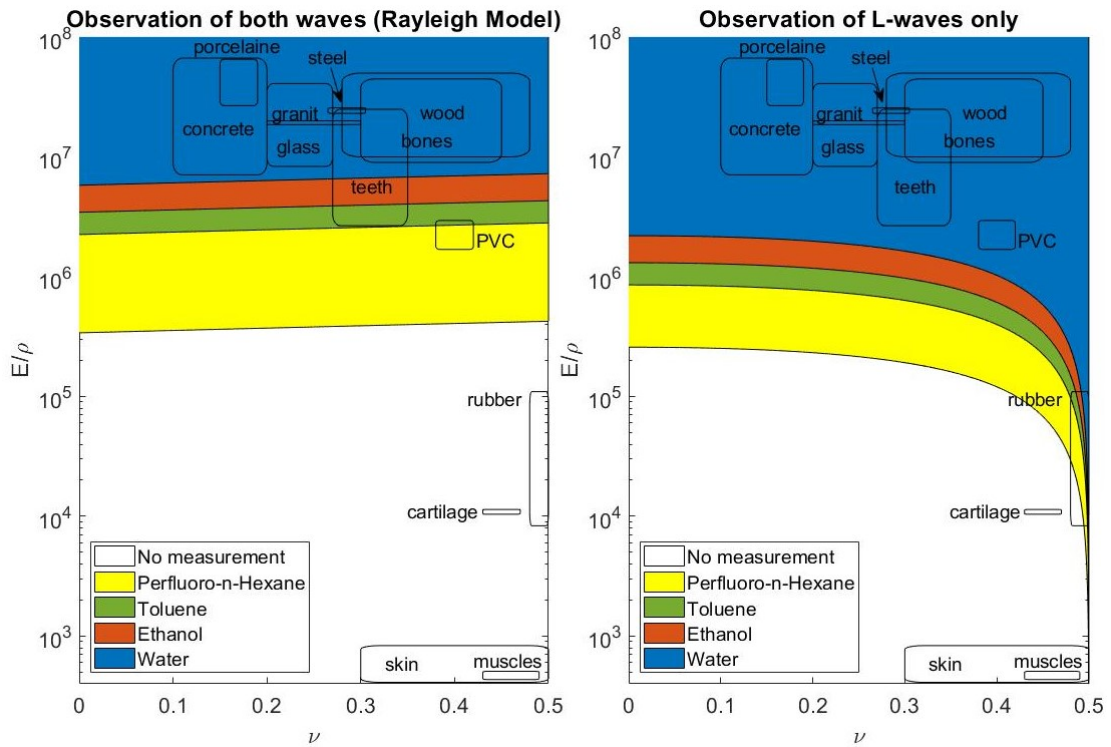 Observation of both waves (Rayleigh Model)
10^8
porcelaine
steel
granit
wood
concrete
bones
glass
10^7
teeth
PVC
10^6
E/ρ
10^5
rubber
10^4
cartilage
No measurement
Perfluoro-n-Hexane
Toluene
Ethanol
Water
10^3
skin
muscles
0 0.1 0.2 0.3 0.4 0.5
ν
Observation of L-waves only
10^8
porcelaine
steel
granit
wood
concrete
bones
glass
10^7
teeth
PVC
10^6
E/ρ
10^5
rubber
10^4
cartilage
No measurement
Perfluoro-n-Hexane
Toluene
Ethanol
Water
10^3
skin
muscles
0 0.1 0.2 0.3 0.4 0.5
ν